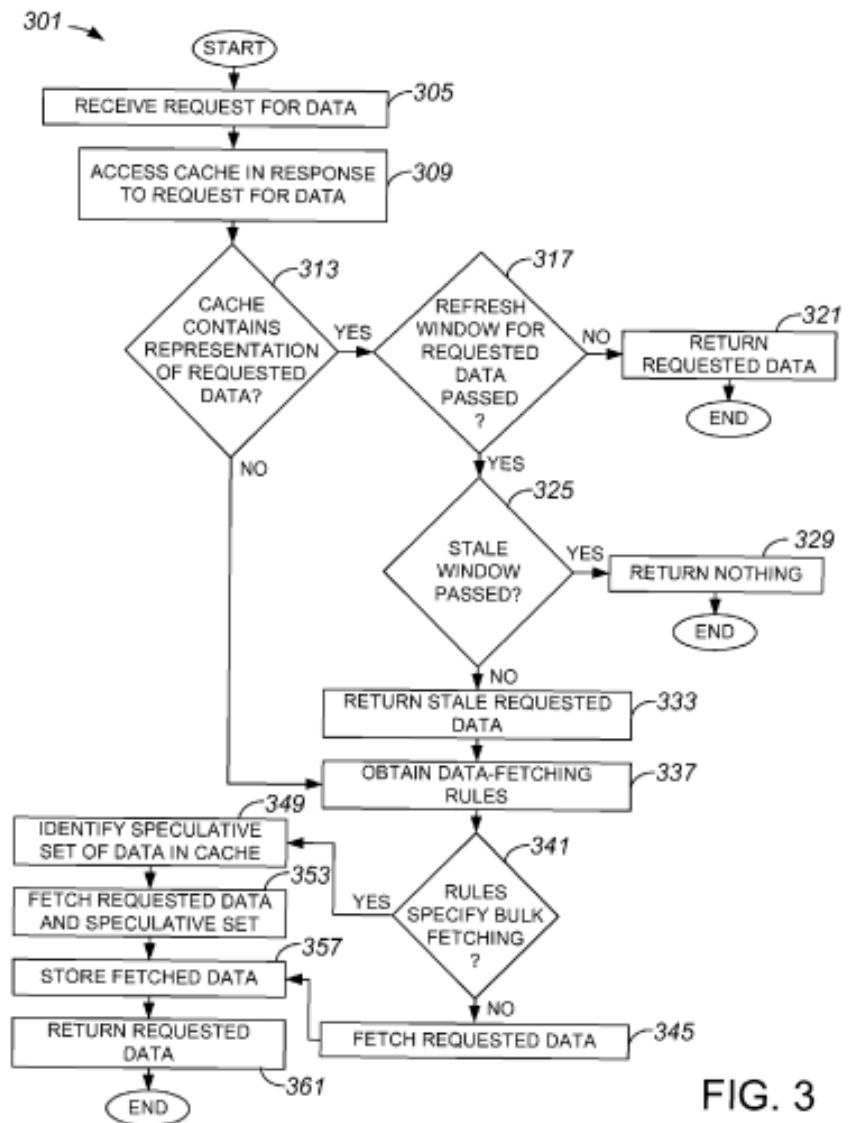 301
START
RECEIVE REQUEST FOR DATA
305
ACCESS CACHE IN RESPONSE
TO REQUEST FOR DATA
309
313
CACHE
CONTAINS
REPRESENTATION
OF REQUESTED
DATA?
YES
NO
317
REFRESH
WINDOW FOR
REQUESTED
DATA
PASSED
?
NO
YES
321
RETURN
REQUESTED DATA
END
325
STALE
WINDOW
PASSED?
YES
NO
329
RETURN NOTHING
END
RETURN STALE REQUESTED
DATA
333
OBTAIN DATA-FETCHING
RULES
337
341
RULES
SPECIFY BULK
FETCHING
?
YES
NO
FETCH REQUESTED DATA
345
349
IDENTIFY SPECULATIVE
SET OF DATA IN CACHE
353
FETCH REQUESTED DATA
AND SPECULATIVE SET
357
STORE FETCHED DATA
RETURN REQUESTED
DATA
361
END
FIG. 3